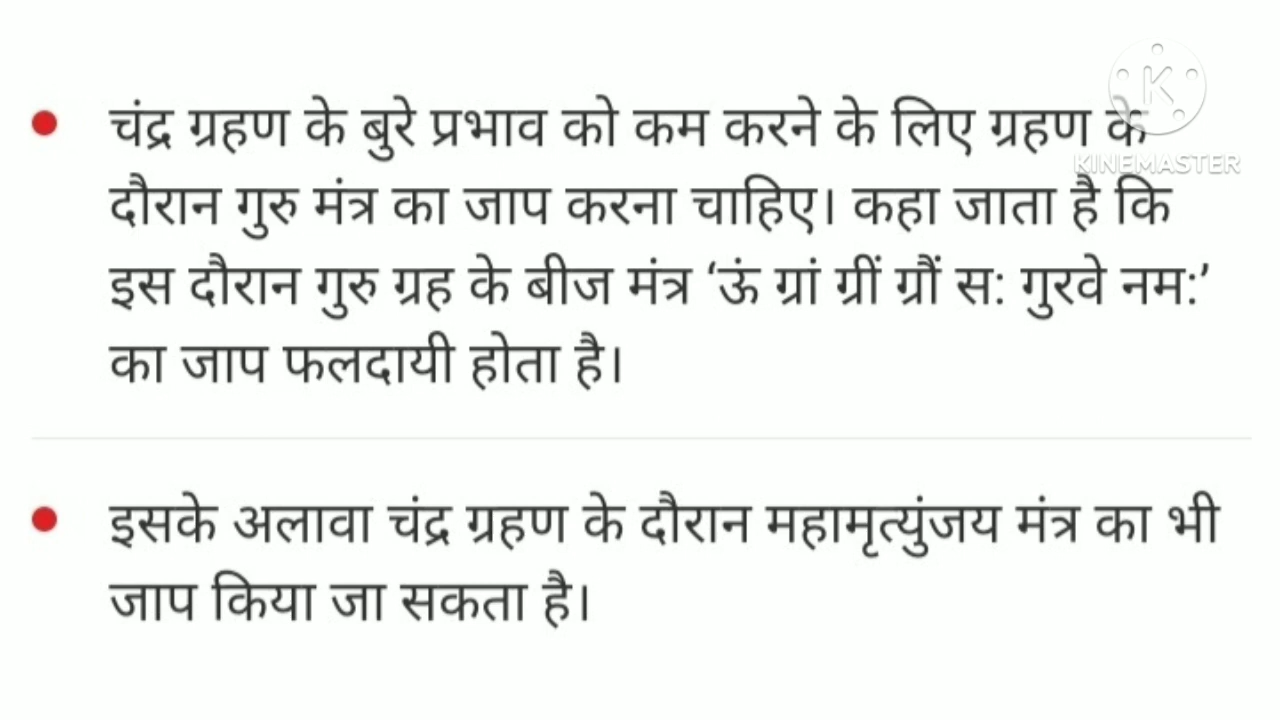 चंद्र ग्रहण के बुरे प्रभाव को कम करने के लिए ग्रहण के
दौरान गुरु मंत्र का जाप करना चाहिए। कहा जाता है कि
इस दौरान गुरु ग्रह के बीज मंत्र ‘ऊं ग्रां ग्रीं ग्रौं स: गुरवे नम:’
का जाप फलदायी होता है।
इसके अलावा चंद्र ग्रहण के दौरान महामृत्युंजय मंत्र का भी
जाप किया जा सकता है।
K
KINEMASTER